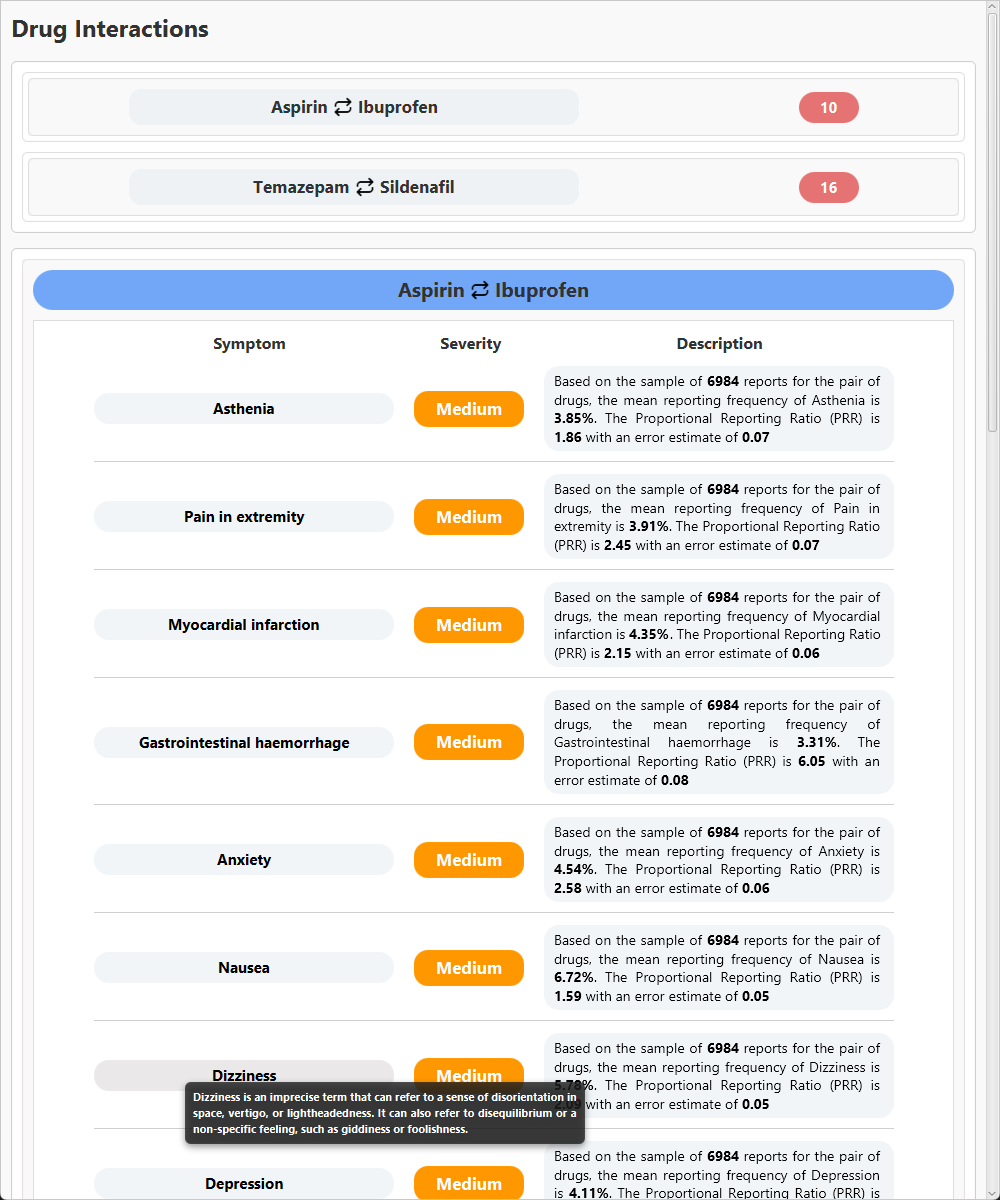 Drug Interactions
Aspirin Ibuprofen
10
Temazepam Sildenafil
16
Aspirin Ibuprofen
Symptom Severity Description
Asthenia
Medium
Based on the sample of 6984 reports for the pair of
drugs, the mean reporting frequency of Asthenia is
3.85%. The Proportional Reporting Ratio (PRR) is
1.86 with an error estimate of 0.07
Pain in extremity
Medium
Based on the sample of 6984 reports for the pair of
drugs, the mean reporting frequency of Pain in
extremity is 3.91%. The Proportional Reporting Ratio
(PRR) is 2.45 with an error estimate of 0.07
Myocardial infarction
Medium
Based on the sample of 6984 reports for the pair of
drugs, the mean reporting frequency of Myocardial
infarction is 4.35%. The Proportional Reporting Ratio
(PRR) is 2.15 with an error estimate of 0.06
Gastrointestinal haemorrhage
Medium
Based on the sample of 6984 reports for the pair of
drugs, the mean reporting frequency of
Gastrointestinal haemorrhage is 3.31%. The
Proportional Reporting Ratio (PRR) is 6.05 with an
error estimate of 0.08
Anxiety
Medium
Based on the sample of 6984 reports for the pair of
drugs, the mean reporting frequency of Anxiety is
4.54%. The Proportional Reporting Ratio (PRR) is
2.58 with an error estimate of 0.06
Nausea
Medium
Based on the sample of 6984 reports for the pair of
drugs, the mean reporting frequency of Nausea is
6.72%. The Proportional Reporting Ratio (PRR) is
1.59 with an error estimate of 0.05
Dizziness
Medium
Based on the sample of 6984 reports for the pair of
drugs, the mean reporting frequency of Dizziness is
5.78%. The Proportional Reporting Ratio (PRR) is
2.09 with an error estimate of 0.05
Dizziness is an imprecise term that can refer to a sense of disorientation in
space, vertigo, or lightheadedness. It can also refer to disequilibrium or a
non-specific feeling, such as giddiness or foolishness.
Depression
Medium
Based on the sample of 6984 reports for the pair of
drugs, the mean reporting frequency of Depression
is 4.11%. The Proportional Reporting Ratio (PRR) is